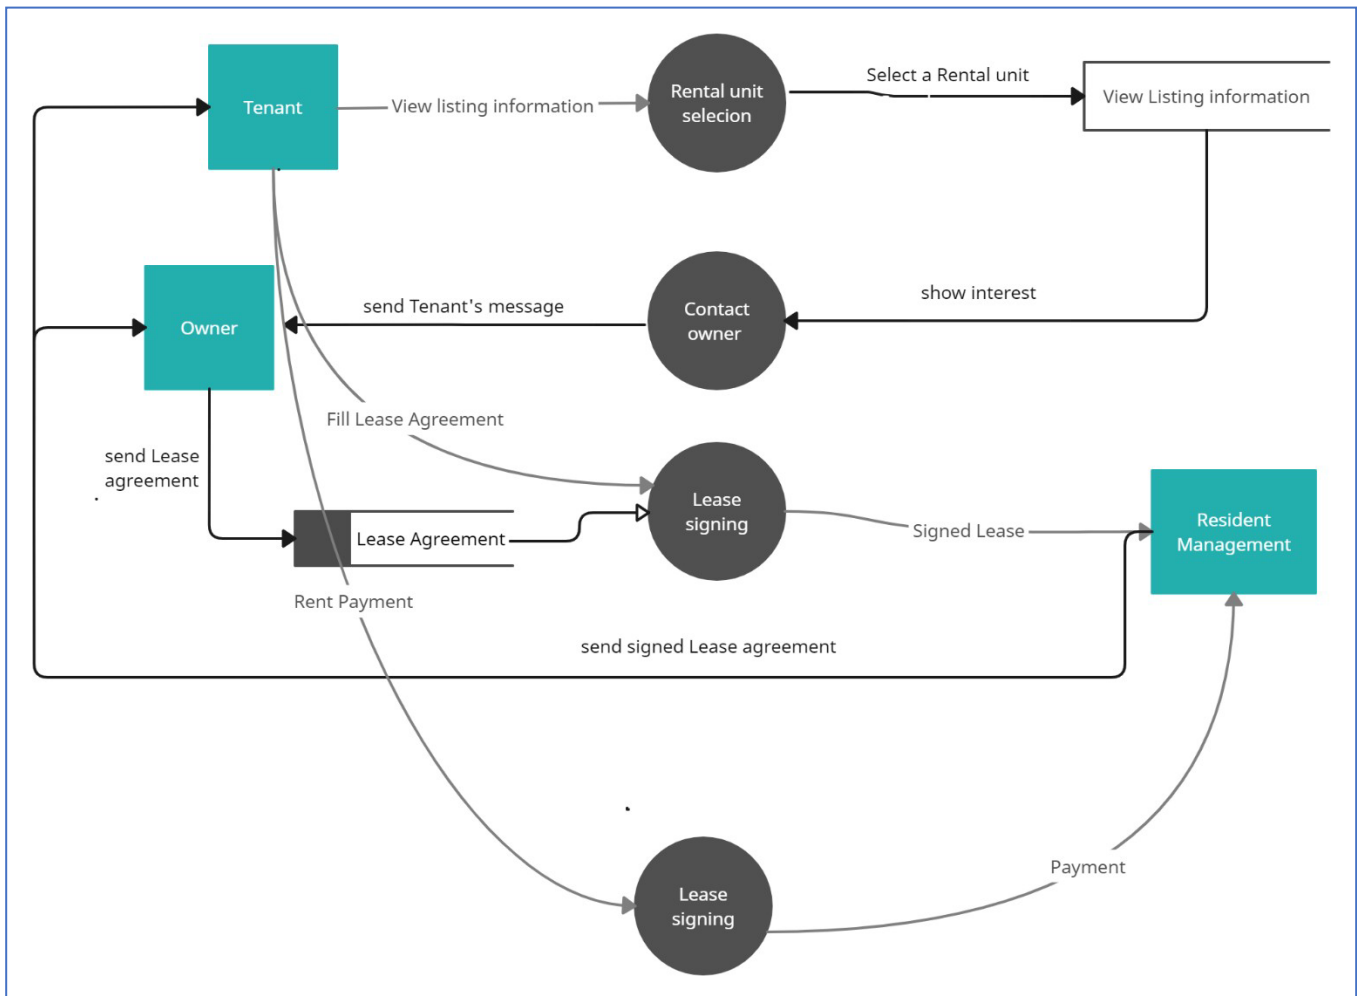 Tenant
View listing information
Rental unit
selecion
Select a Rental unit
View Listing information
Owner
send Tenant's message
Contact
owner
show interest
Fill Lease Agreement
send Lease
agreement
Lease Agreement
Lease
signing
Signed Lease
Resident
Management
Rent Payment
send signed Lease agreement
Lease
signing
Payment